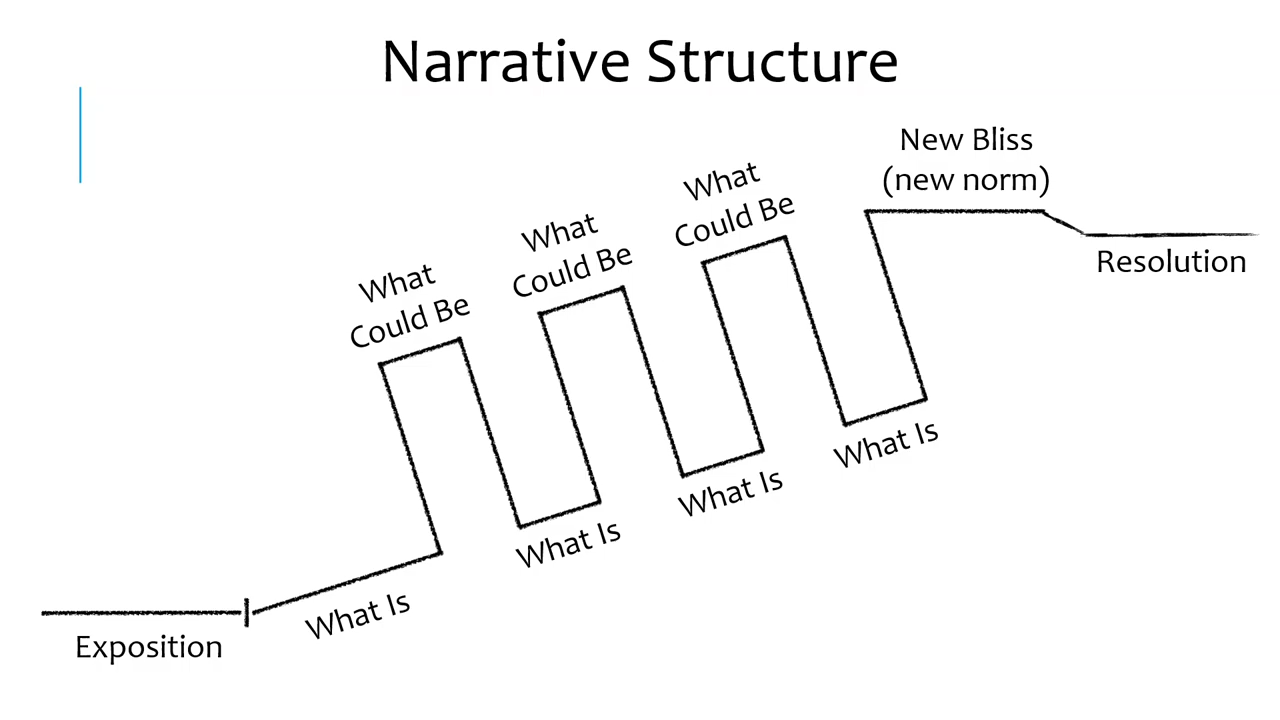 Narrative Structure
What
Could Be
What
Could Be
What
Could Be
New Bliss
(new norm)
Resolution
Exposition
What Is
What Is
What Is
What Is